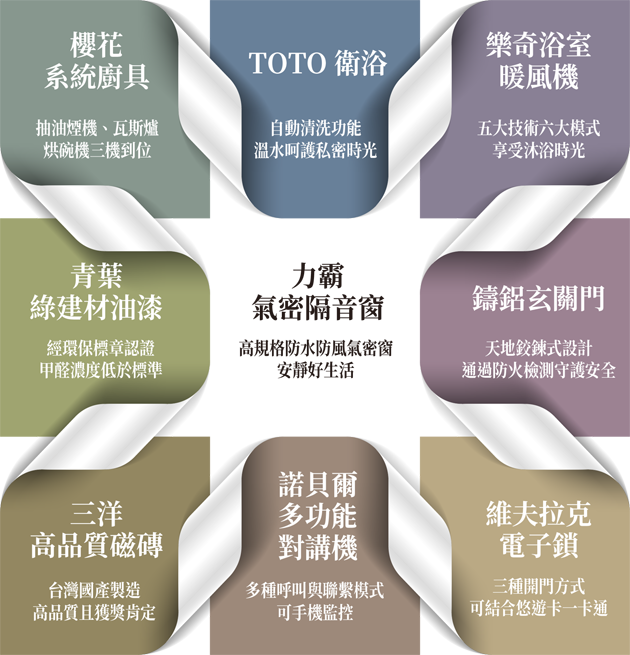 櫻花
系統廚具
抽油煙機、瓦斯爐
烘碗機三機到位
TOTO 衛浴
自動清洗功能
溫水呵護私密時光
樂奇浴室
暖風機
五大技術六大模式
享受沐浴時光
青葉
綠建材油漆
經環保標章認證
甲醛濃度低於標準
力霸
氣密隔音窗
高規格防水防風氣密窗
安靜好生活
鑄鋁玄關門
天地鉸鍊式設計
通過防火檢測守護安全
三洋
高品質磁磚
台灣國產製造
高品質且獲獎肯定
諾貝爾
多功能
對講機
多種呼叫與聯繫模式
可手機監控
維夫拉克
電子鎖
三種開門方式
可結合悠遊卡一卡通